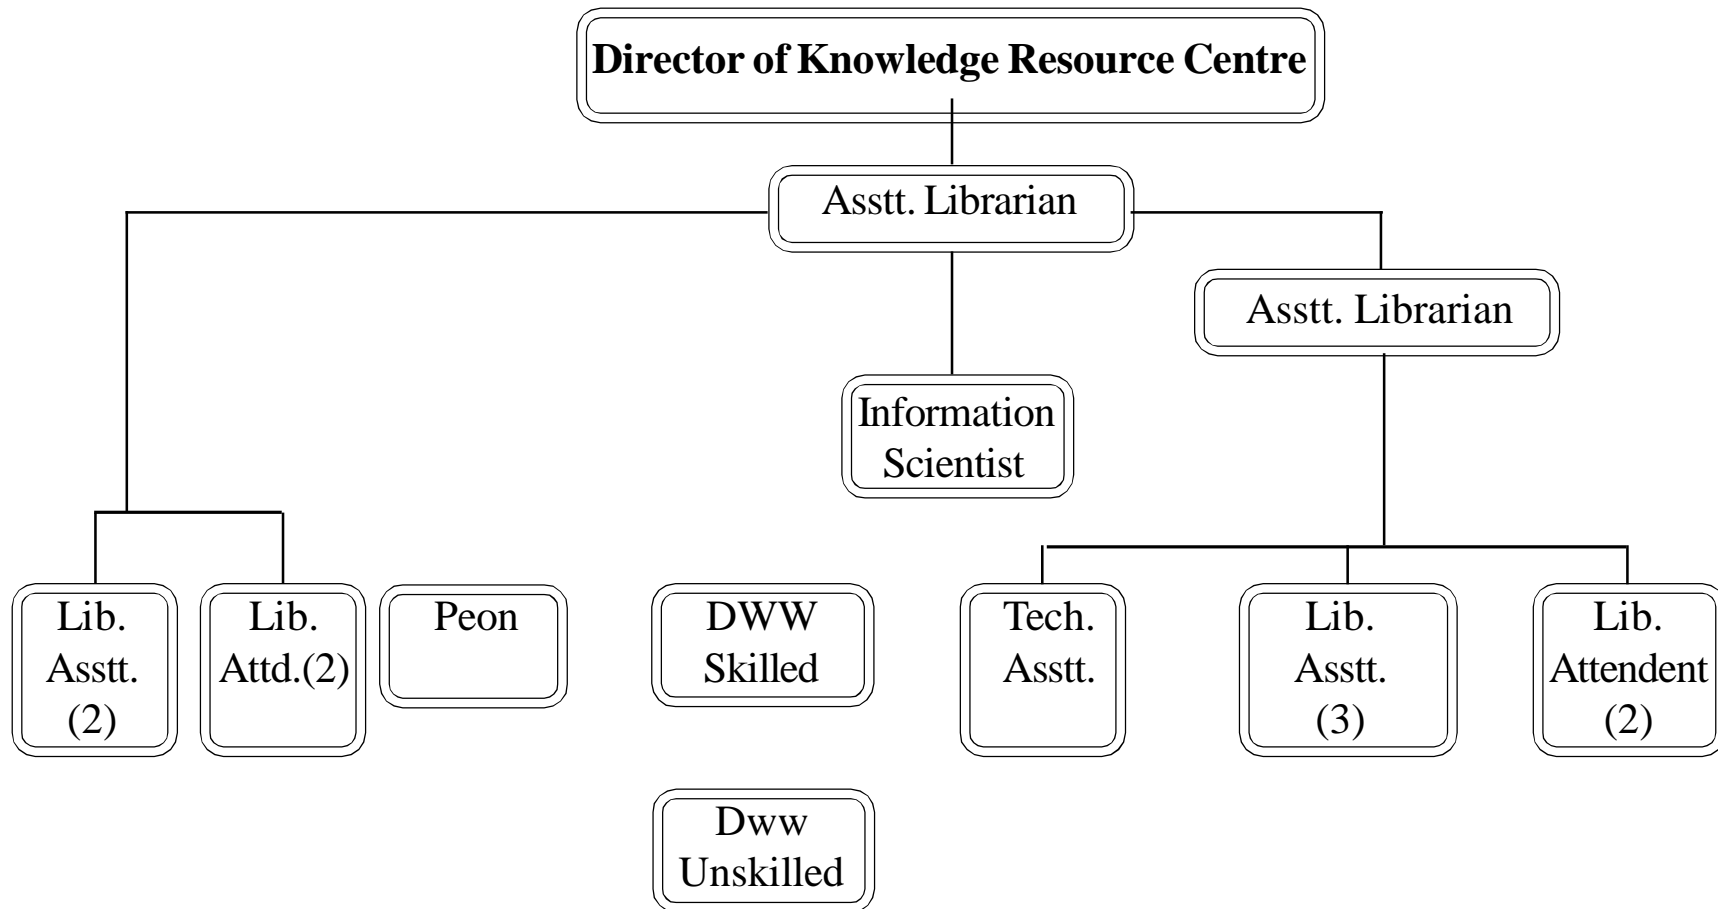 Director of Knowledge Resource Centre
Asstt. Librarian
Asstt. Librarian
Information
Scientist
Lib.
Asstt.
(2)
Lib.
Attd.(2)
Peon
DWW
Skilled
Tech.
Asstt.
Lib.
Asstt.
(3)
Lib.
Attendent
(2)
Dww
Unskilled